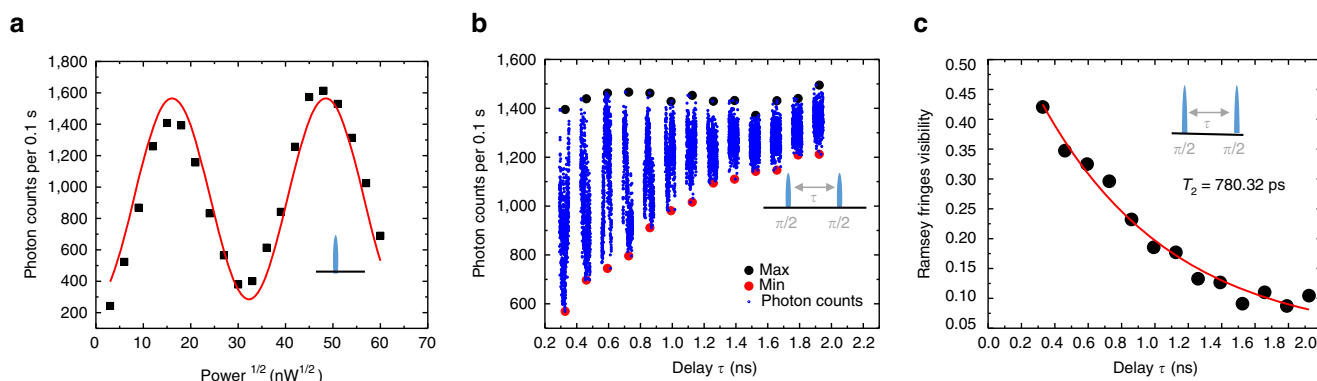 a
Photon counts per 0.1 s
1,800
1,600
1,400
1,200
1,000
800
600
400
200
0 10 20 30 40 50 60 70
Power 1/2 (nW1/2)
b
Photon counts per 0.1 s
1,600
1,400
1,200
1,000
800
600
τ
π/2 π/2
Max
Min
Photon counts
0.2 0.4 0.6 0.8 1.0 1.2 1.4 1.6 1.8 2.0 2.2
Delay τ (ns)
c
Ramsey fringes visibility
0.50
0.45
0.40
0.35
0.30
0.25
0.20
0.15
0.10
0.05
τ
π/2 π/2
T2 = 780.32 ps
0.0 0.2 0.4 0.6 0.8 1.0 1.2 1.4 1.6 1.8 2.0
Delay τ (ns)